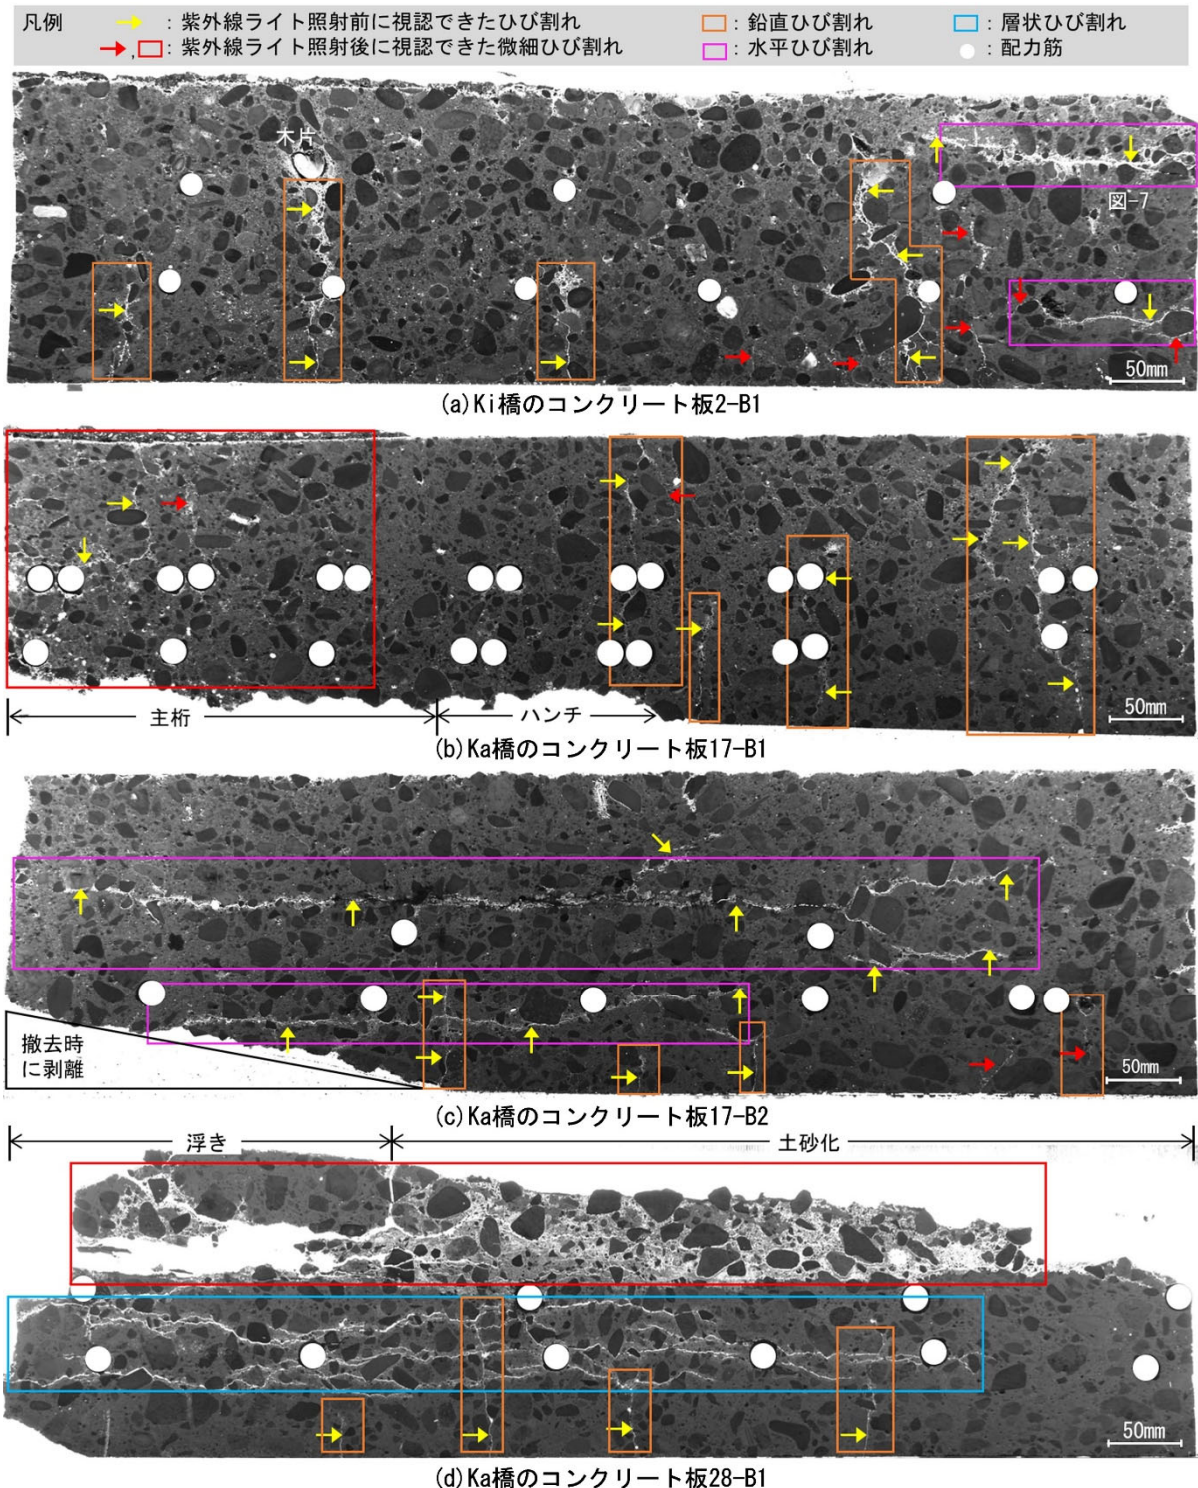 凡例 : 紫外線ライト照射前に視認できたひび割れ : 鉛直ひび割れ : 層状ひび割れ
, : 紫外線ライト照射後に視認できた微細ひび割れ : 水平ひび割れ : 配力筋
木片
図-7
50mm
(a)Ki橋のコンクリート板2-B1
50mm
主桁 ハンチ
(b)Ka橋のコンクリート板17-B1
撤去時
に剥離
50mm
(c)Ka橋のコンクリート板17-B2
浮き 土砂化
50mm
(d)Ka橋のコンクリート板28-B1